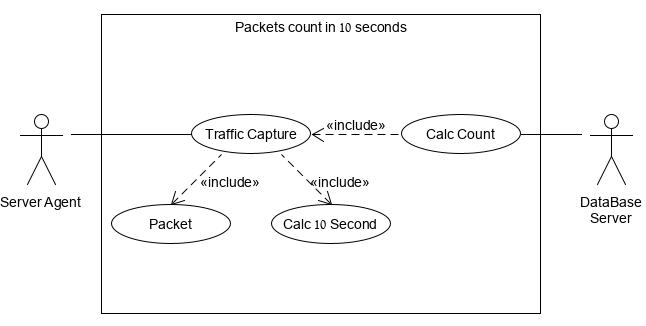 Packets count in 10 seconds
«include»
Traffic Capture
Calc Count
«include»
«include»
Server Agent
DataBase
Server
Packet
Calc 10 Second